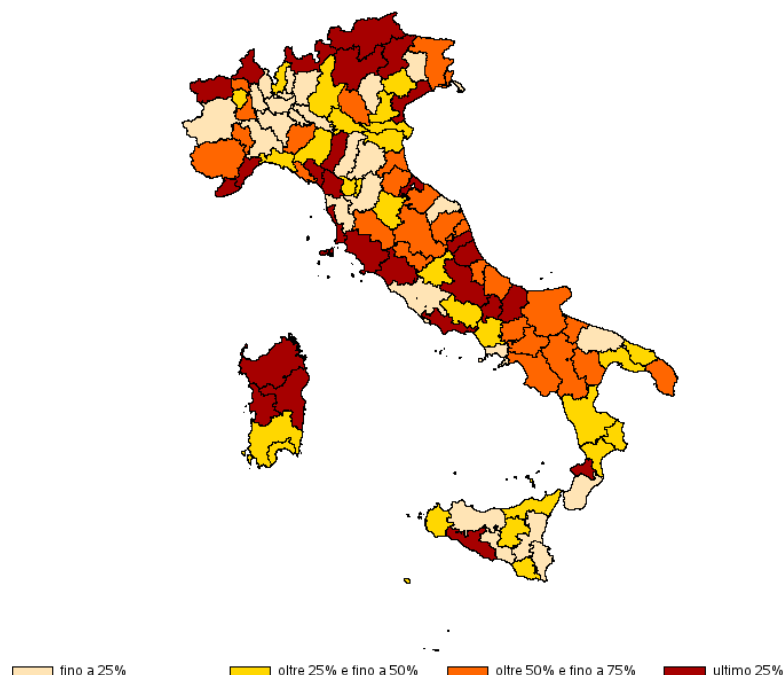 fino a 25%
oltre 25% e fino a 50%
oltre 50% e fino a 75%
ultimo 25%